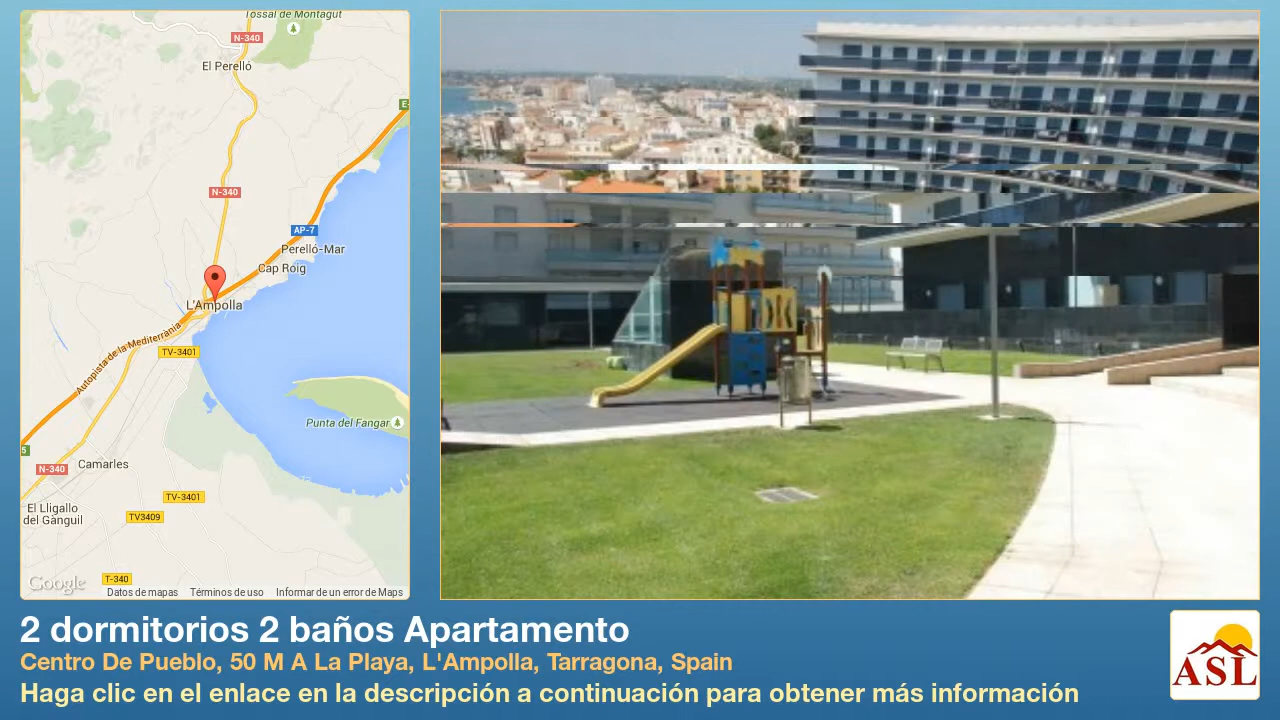 Tossal de Montagut
N-340
El Perelló
E-
N-340
AP-7
Perelló-Mar
Cap Roig
L'Ampolla
Autopista de la Mediterrània
TV-3401
Punta del Fangar
5
N-340
Camarles
TV-3401
El Lligallo
del Gànguil
TV3409
T-340
Google
Datos de mapas Términos de uso Informar de un error de Maps
2 dormitorios 2 baños Apartamento
Centro De Pueblo, 50 M A La Playa, L'Ampolla, Tarragona, Spain
Haga clic en el enlace en la descripción a continuación para obtener más información
ASL